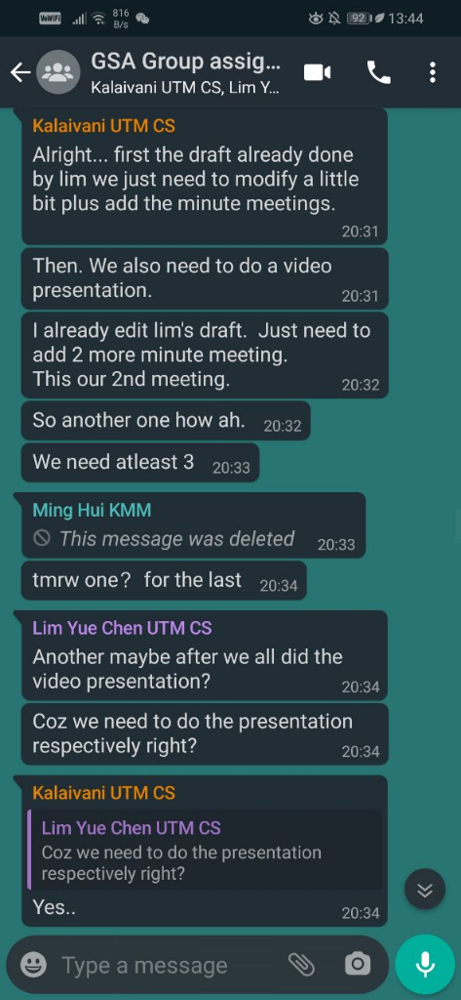 VoWiFi 816 B/s 92 13:44
GSA Group assig...
Kalaivani UTM CS, Lim Y...
Kalaivani UTM CS
Alright... first the draft already done
by lim we just need to modify a little
bit plus add the minute meetings.
20:31
Then. We also need to do a video
presentation.
20:31
I already edit lim's draft.  Just need to
add 2 more minute meeting.
This our 2nd meeting.
20:32
So another one how ah. 20:32
We need atleast 3 20:33
Ming Hui KMM
This message was deleted 20:33
tmrw one?  for the last 20:34
Lim Yue Chen UTM CS
Another maybe after we all did the
video presentation?
20:34
Coz we need to do the presentation
respectively right?
20:34
Kalaivani UTM CS
Lim Yue Chen UTM CS
Coz we need to do the presentation
respectively right?
Yes..
20:34
Type a message